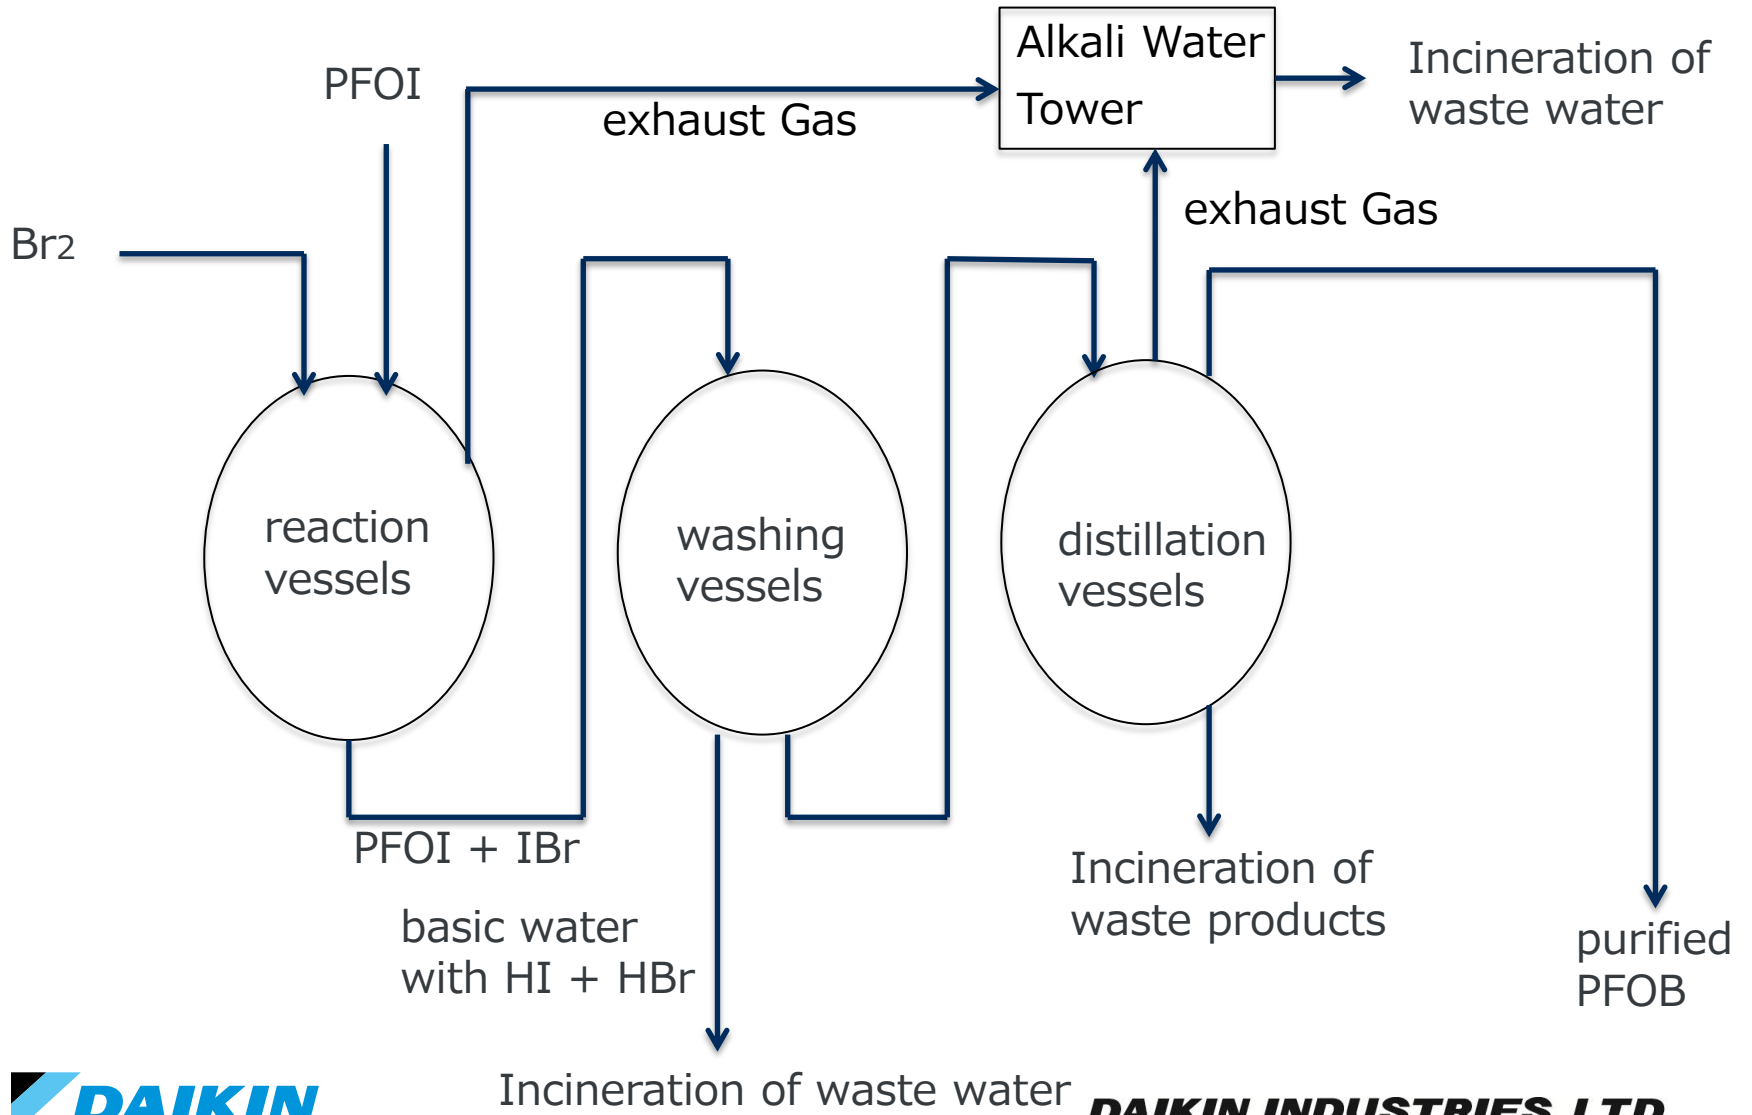 Alkali Water
Tower
Incineration of
waste water
PFOI
exhaust Gas
exhaust Gas
Br2
reaction
vessels
washing
vessels
distillation
vessels
PFOI + IBr
Incineration of
waste products
basic water
with HI + HBr
purified
PFOB
Incineration of waste water
DAIKIN
DAIKIN INDUSTRIES, LTD